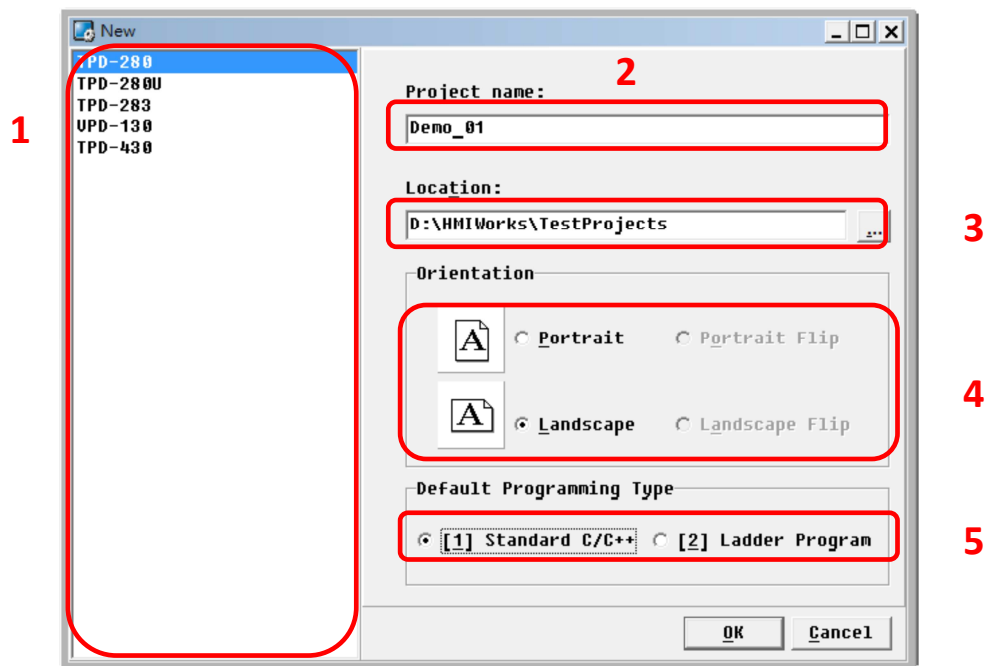 New
TPD-280
TPD-280U
TPD-283
VPD-130
TPD-430
1
2
Project name:
Demo_01
Location:
D:\HMIWorks\TestProjects
...
3
Orientation
A
Portrait
Portrait Flip
A
Landscape
Landscape Flip
4
Default Programming Type
[1] Standard C/C++
[2] Ladder Program
5
OK
Cancel